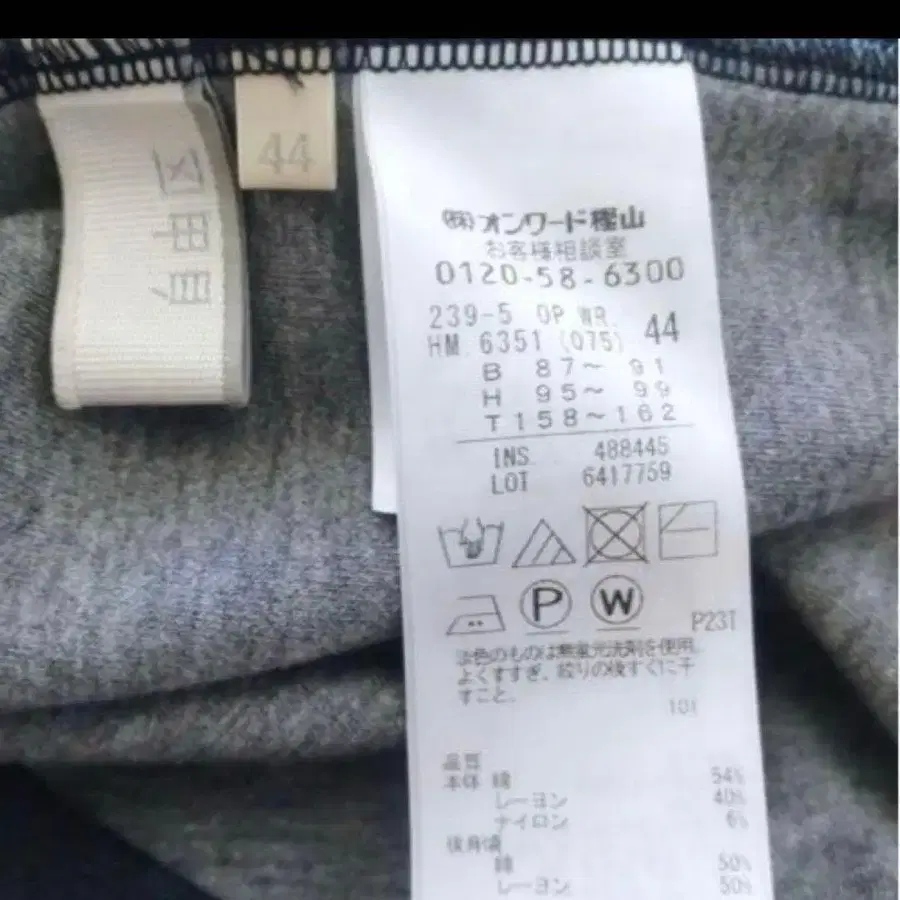 44
㈱オンワード樫山
お客様相談室
0120-58-6300
239-5 OP WR. 44
HM 6351 (075)
B 87～ 91
H 95～ 99
T158～162
INS 488445
LOT 6417759
P
W
P23T
淡色のものは無蛍光洗剤を使用。
よくすすぎ、絞りの後すぐに干
すこと。
101
品質
本体 綿 54%
レーヨン 40%
ナイロン 6%
後身頃
綿 50%
レーヨン 50%